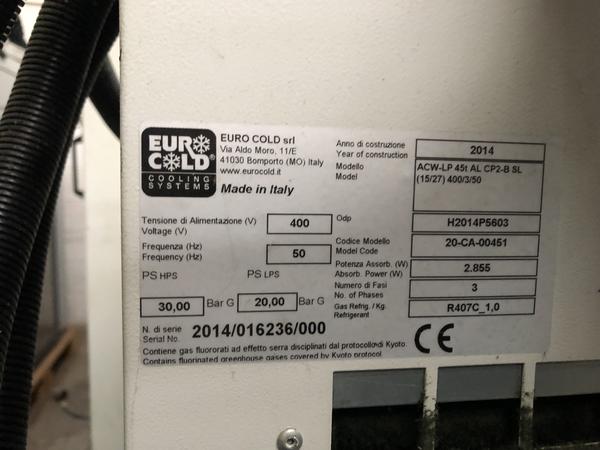 EURO COLD
COOLING
SYSTEMS
EURO COLD srl
Via Aldo Moro, 11/E
41030 Bomporto (MO) Italy
www.eurocold.it
Made in Italy
Anno di costruzione
Year of construction
2014
Modello
Model
ACW-LP 45t AL CP2-B SL
(15/27) 400/3/50
Tensione di Alimentazione (V)
Voltage (V)
400
Odp
H2014P5603
Frequenza (Hz)
Frequency (Hz)
50
Codice Modello
Model Code
20-CA-00451
PS HPS
PS LPS
Potenza Assorb. (W)
Absorb. Power (W)
2.855
30,00 Bar G
20,00 Bar G
Numero di Fasi
No. of Phases
3
Gas Refrig. / Kg.
Refrigerant
R407C_1,0
N. di serie
Serial No.
2014/016236/000
CE
Contiene gas fluororati ad effetto serra disciplinati dal protocollo di Kyoto
Contains fluorinated greenhouse gases covered by Kyoto protocol